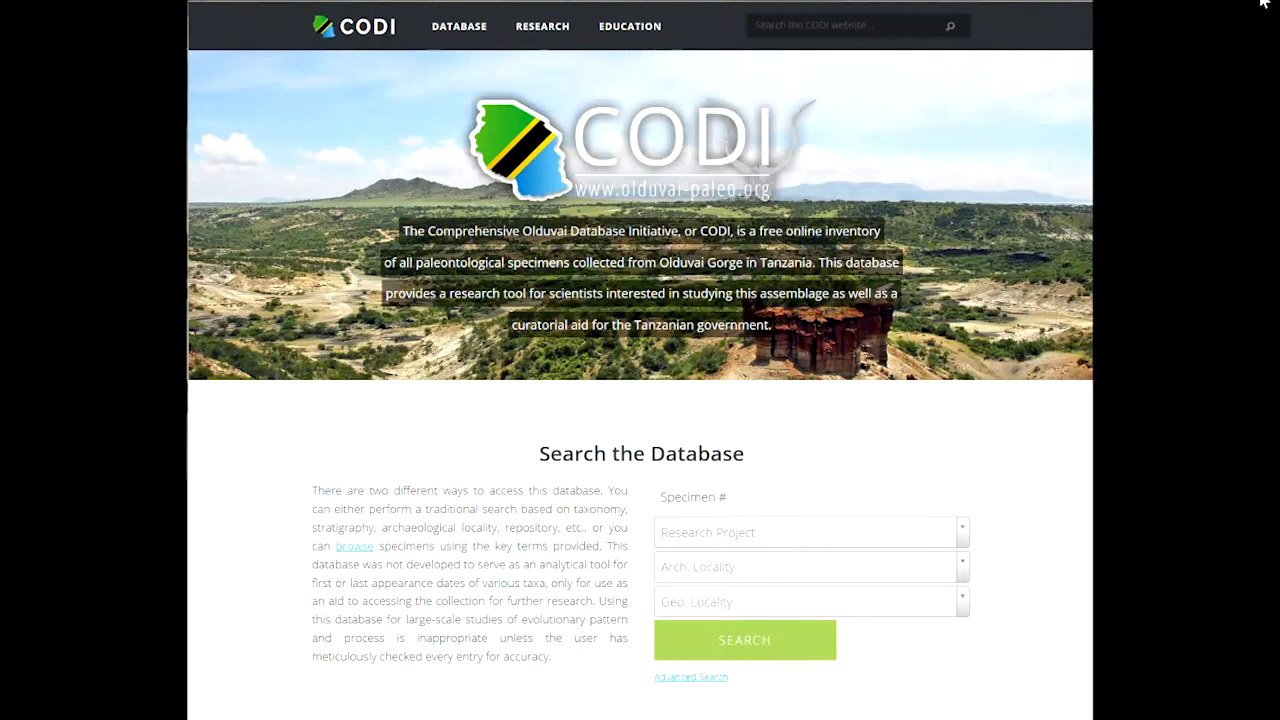 CODI DATABASE RESEARCH EDUCATION Search the CODI website ...
CODI
www.olduvai-paleo.org
The Comprehensive Olduvai Database Initiative, or CODI, is a free online inventory
of all paleontological specimens collected from Olduvai Gorge in Tanzania. This database
provides a research tool for scientists interested in studying this assemblage as well as a
curatorial aid for the Tanzanian government.
Search the Database
There are two different ways to access this database. You
can either perform a traditional search based on taxonomy,
stratigraphy, archaeological locality, repository, etc., or you
can browse specimens using the key terms provided. This
database was not developed to serve as an analytical tool for
first or last appearance dates of various taxa, only for use as
an aid to accessing the collection for further research. Using
this database for large-scale studies of evolutionary pattern
and process is inappropriate unless the user has
meticulously checked every entry for accuracy.
Specimen #
Research Project
Arch. Locality
Geo. Locality
SEARCH
Advanced Search